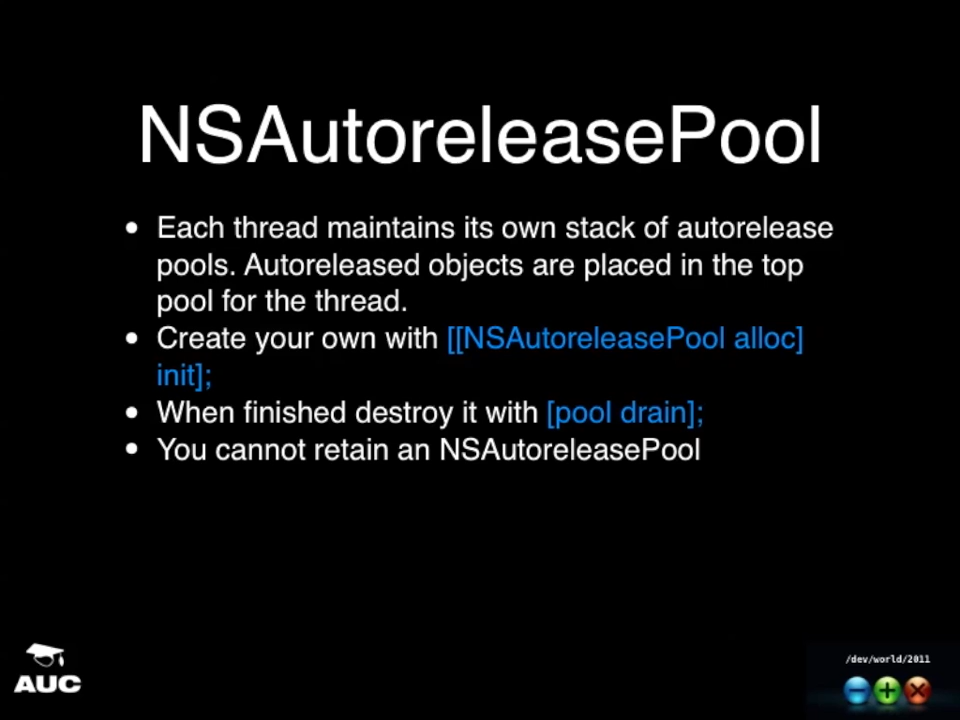 NSAutoreleasePool
• Each thread maintains its own stack of autorelease
pools. Autoreleased objects are placed in the top
pool for the thread.
• Create your own with [[NSAutoreleasePool alloc]
init];
• When finished destroy it with [pool drain];
• You cannot retain an NSAutoreleasePool
AUC
/dev/world/2011